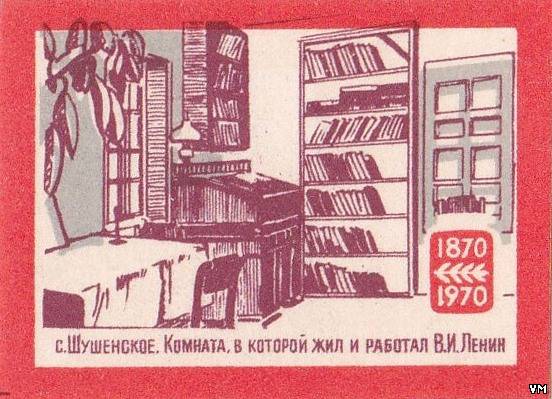 1870
1970
с. Шушенское. Комната, в которой жил и работал В.И. Ленин
VM